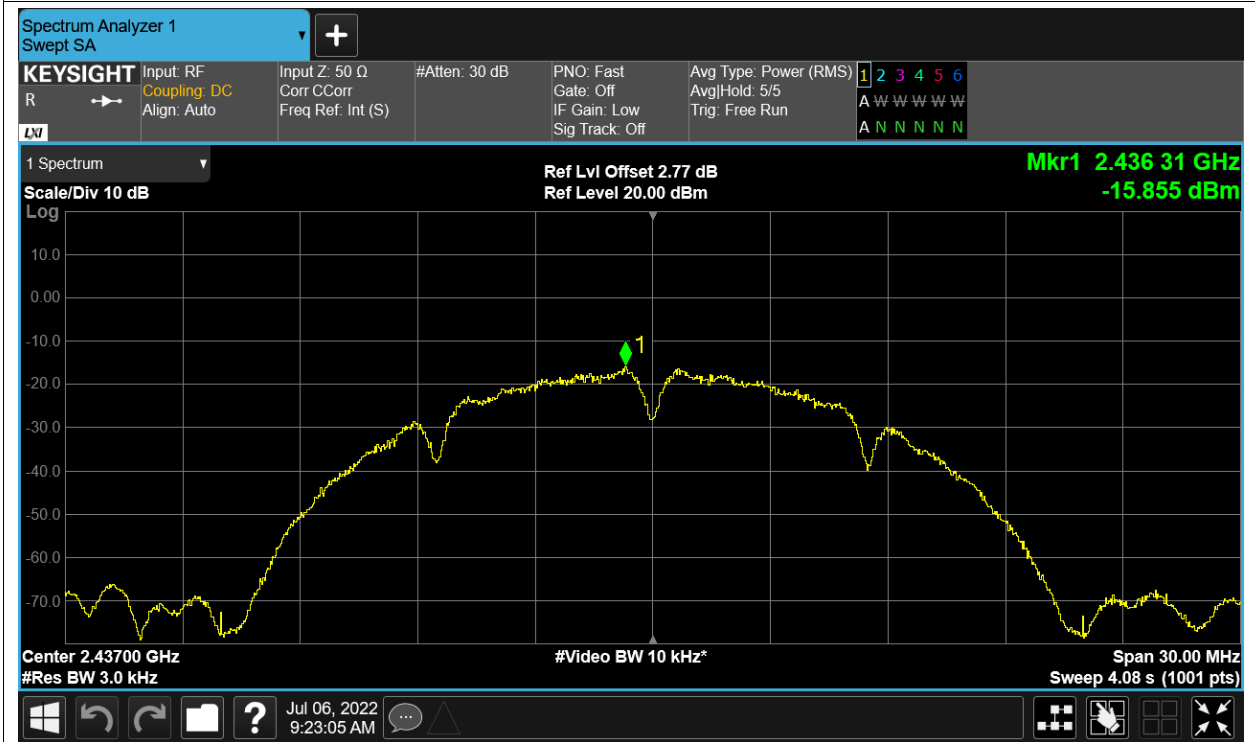 Spectrum Analyzer 1
Swept SA
KEYSIGHT
R
LXI
Input: RF
Coupling: DC
Align: Auto
Input Z: 50 Ω
Corr CCorr
Freq Ref: Int (S)
#Atten: 30 dB
PNO: Fast
Gate: Off
IF Gain: Low
Sig Track: Off
Avg Type: Power (RMS)
Avg|Hold: 5/5
Trig: Free Run
1 2 3 4 5 6
A W W W W W
A N N N N N
1 Spectrum
Scale/Div 10 dB
Log
Ref Lvl Offset 2.77 dB
Ref Level 20.00 dBm
Mkr1 2.436 31 GHz
-15.855 dBm
10.0
0.00
-10.0
1
-20.0
-30.0
-40.0
-50.0
-60.0
-70.0
Center 2.43700 GHz
#Res BW 3.0 kHz
#Video BW 10 kHz*
Span 30.00 MHz
Sweep 4.08 s (1001 pts)
?
Jul 06, 2022
9:23:05 AM